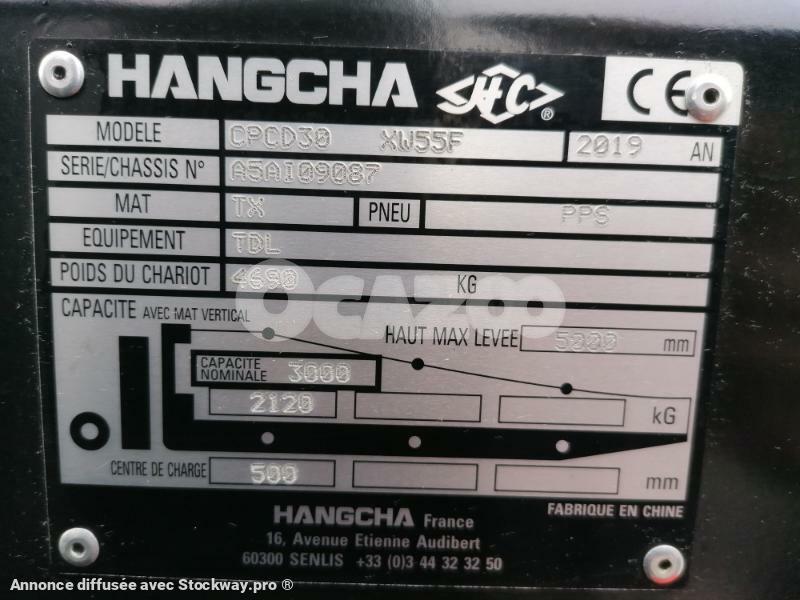 HANGCHA HC ® CE
MODELE CPCD30 XW55F 2019 AN
SERIE/CHASSIS N° A5AI09087
MAT TX PNEU PPS
EQUIPEMENT TDL
POIDS DU CHARIOT 4690 KG
OCAZOO
CAPACITE AVEC MAT VERTICAL
HAUT MAX LEVEE 5000 mm
CAPACITE NOMINALE 3000
2120 kG
CENTRE DE CHARGE 500 mm
HANGCHA France
FABRIQUE EN CHINE
16, Avenue Etienne Audibert
60300 SENLIS +33 (0)3 44 32 32 50
Annonce diffusée avec Stockway.pro ®